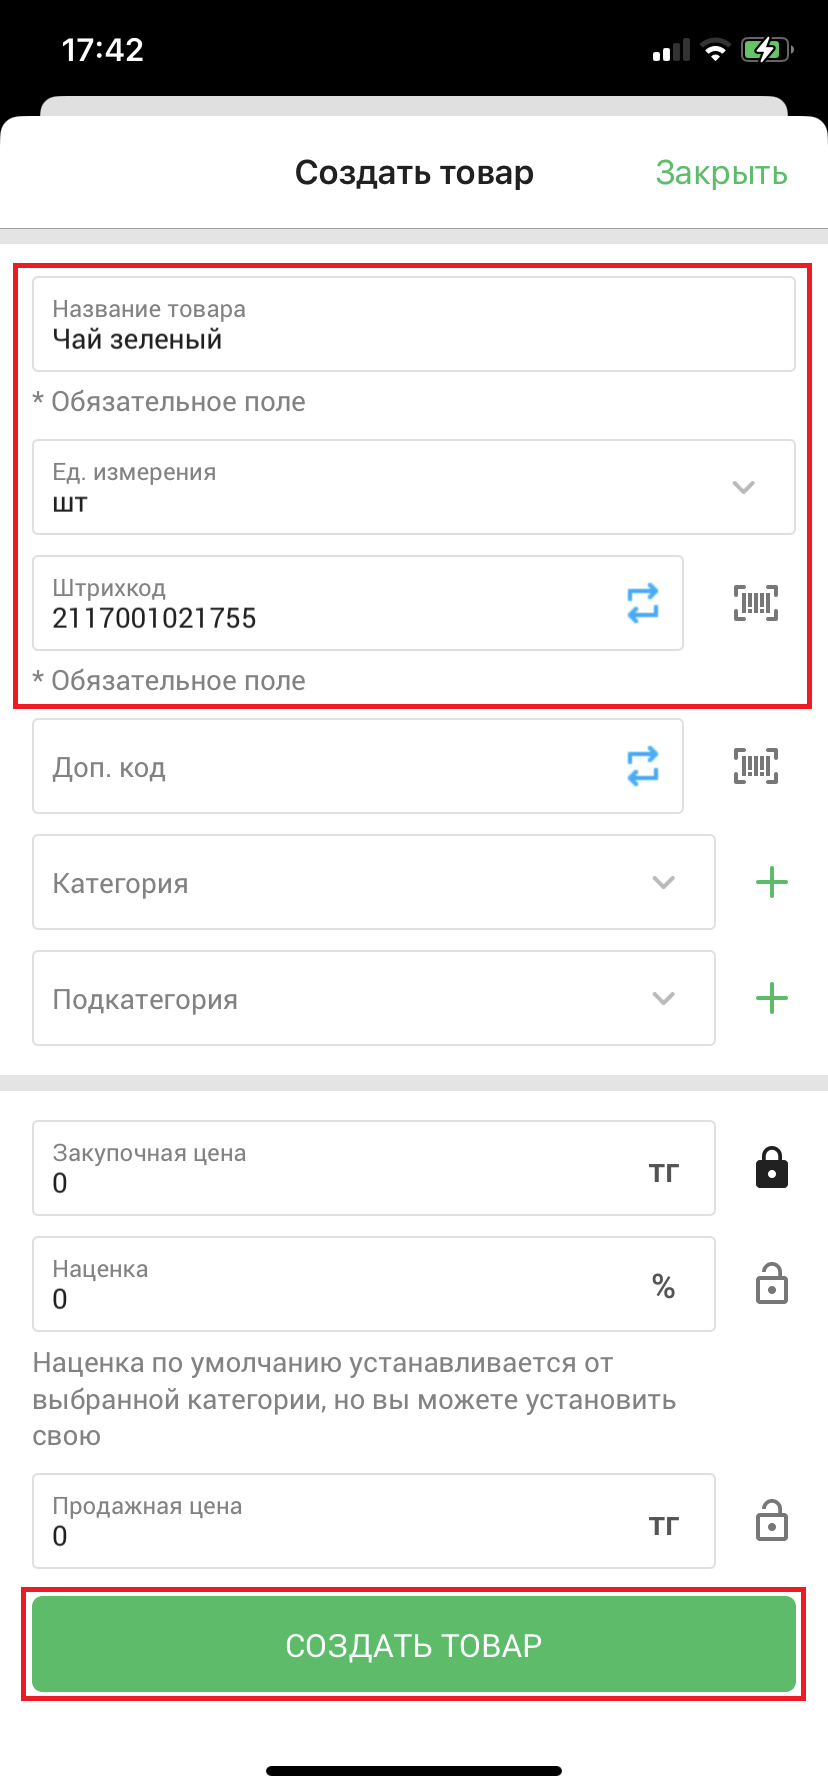 17:42
Создать товар
Закрыть
Название товара
Чай зеленый
* Обязательное поле
Ед. измерения
шт
Штрихкод
2117001021755
* Обязательное поле
Доп. код
Категория
Подкатегория
Закупочная цена
0
тг
Наценка
0
%
Наценка по умолчанию устанавливается от
выбранной категории, но вы можете установить
свою
Продажная цена
0
тг
СОЗДАТЬ ТОВАР